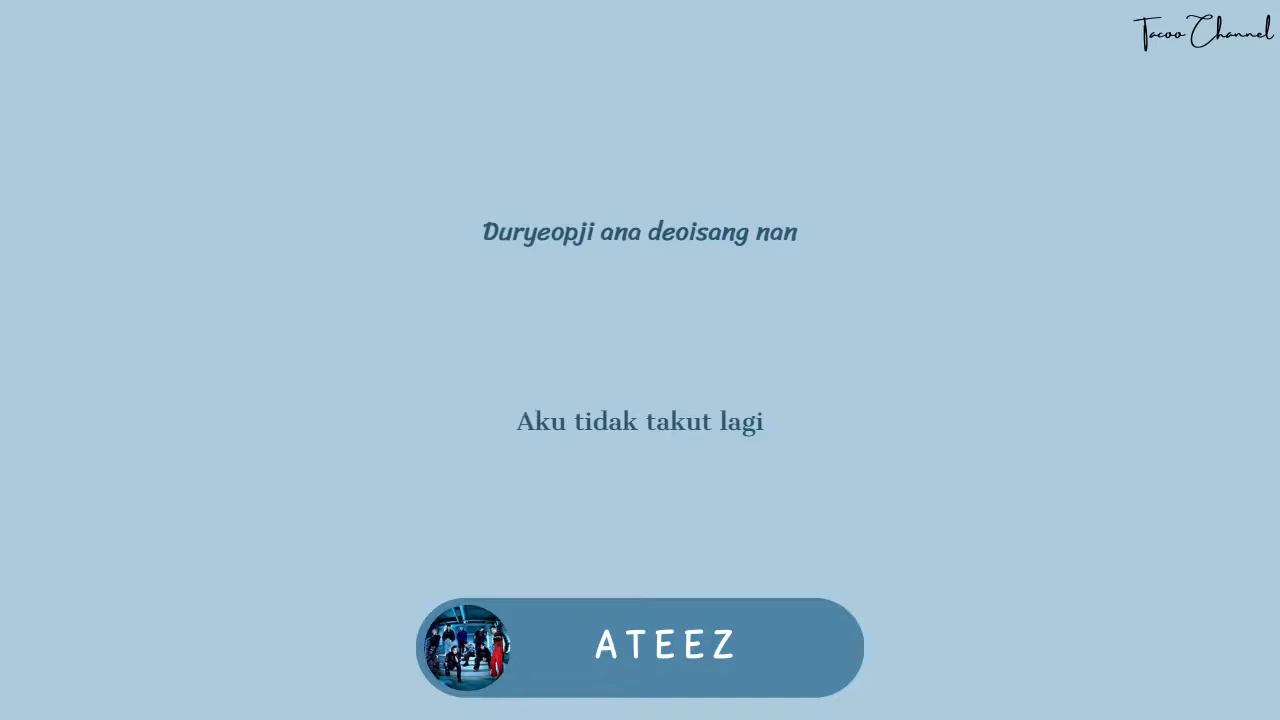 Tacoo Channel
Duryeopji ana deoisang nan
Aku tidak takut lagi
ATEEZ